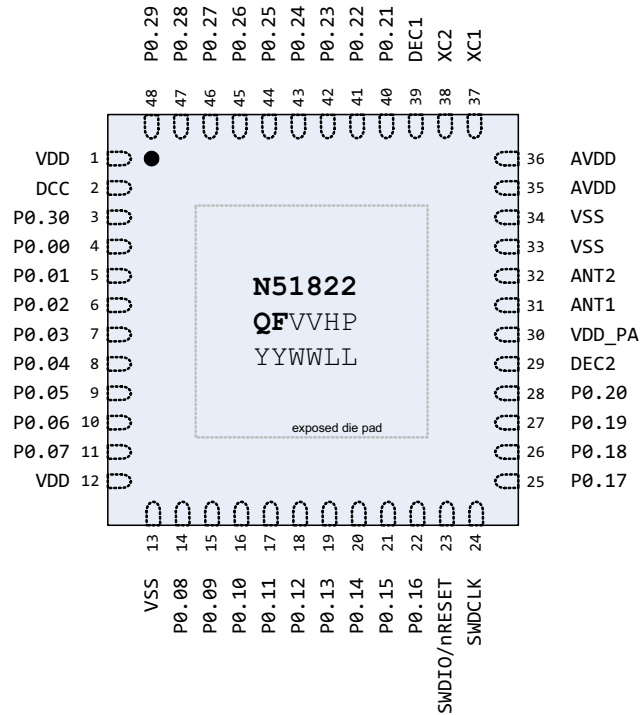 P0.29 P0.28 P0.27 P0.26 P0.25 P0.24 P0.23 P0.22 P0.21 DEC1 XC2 XC1
48 47 46 45 44 43 42 41 40 39 38 37
VDD 1 36 AVDD
DCC 2 35 AVDD
P0.30 3 34 VSS
P0.00 4 33 VSS
P0.01 5 32 ANT2
P0.02 6 31 ANT1
P0.03 7 30 VDD_PA
P0.04 8 29 DEC2
P0.05 9 28 P0.20
P0.06 10 27 P0.19
P0.07 11 26 P0.18
VDD 12 25 P0.17
N51822
QFVVHP
YYWWLL
exposed die pad
13 14 15 16 17 18 19 20 21 22 23 24
VSS P0.08 P0.09 P0.10 P0.11 P0.12 P0.13 P0.14 P0.15 P0.16 SWDIO/nRESET SWDCLK